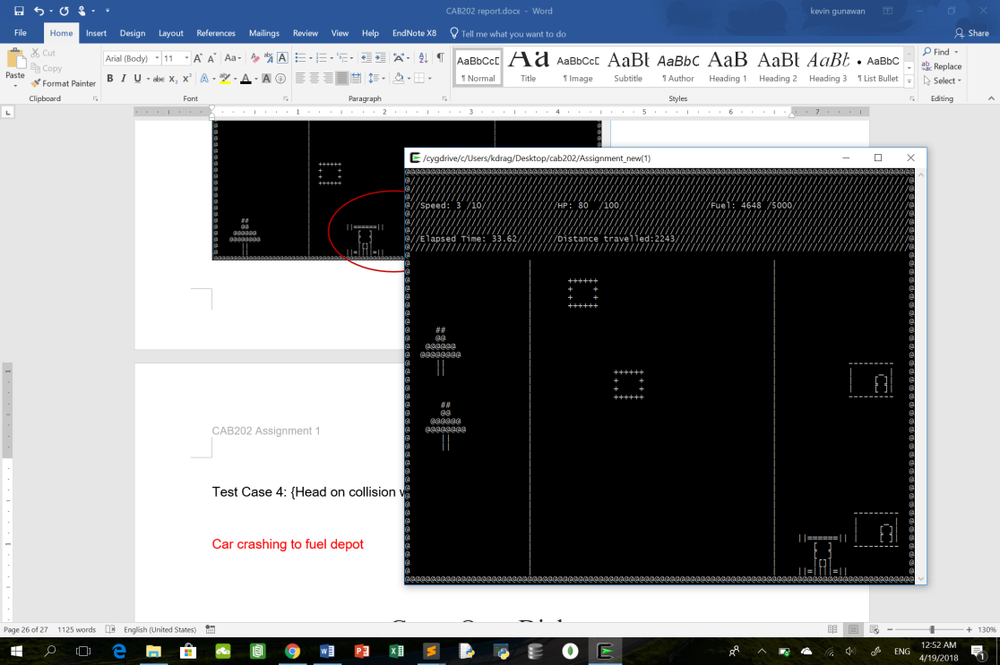 CAB202 report.docx - Word
kevin gunawan
File Home Insert Design Layout References Mailings Review View Help EndNote X8 Tell me what you want to do Share
Cut
Copy
Format Painter
Paste
Clipboard
Arial (Body) 11
Font
Paragraph
AaBbCcD AaBbCcD AaBbC AaBbC
¶ Normal Title ¶ Image Subtitle ¶ Author Heading 1 Heading 2 Heading 3 ¶ List Bullet
Styles
Find
Replace
Select
Editing
/cygdrive/c/Users/kdrag/Desktop/cab202/Assignment_new(1)
Speed: 3 /10 HP: 80 /100 Fuel: 4648 /5000
Elapsed Time: 33.62 Distance travelled:2243
CAB202 Assignment 1
Test Case 4: {Head on collision
Car crashing to fuel depot
Page 26 of 27 1125 words English (United States) 130%
ENG
12:52 AM
4/19/2018